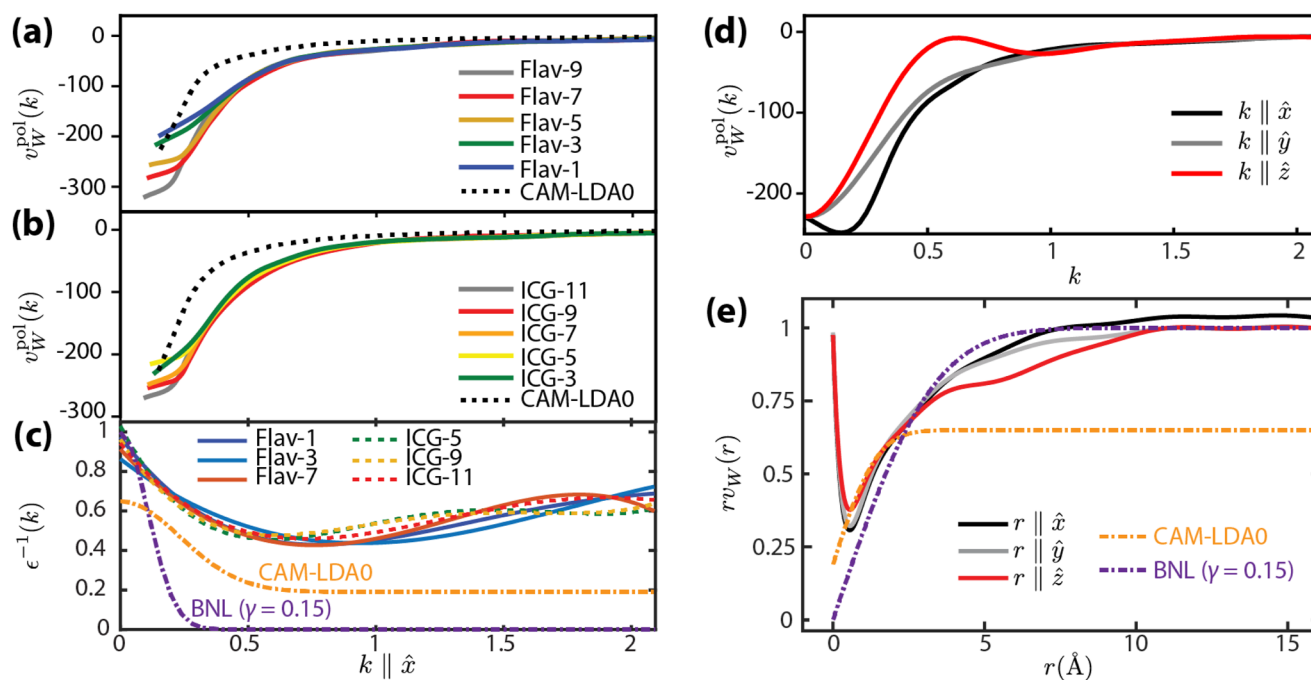 (a)
0
-100
-200
-300
v_W^pol(k)
Flav-9
Flav-7
Flav-5
Flav-3
Flav-1
CAM-LDA0
(b)
0
-100
-200
-300
v_W^pol(k)
ICG-11
ICG-9
ICG-7
ICG-5
ICG-3
CAM-LDA0
(c)
1
0.8
0.6
0.4
0.2
0
ϵ⁻¹(k)
Flav-1
Flav-3
Flav-7
ICG-5
ICG-9
ICG-11
CAM-LDA0
BNL (γ = 0.15)
0 0.5 1 1.5 2
k ∥ x̂
(d)
0
-100
-200
v_W^pol(k)
k ∥ x̂
k ∥ ŷ
k ∥ ẑ
0 0.5 1 1.5 2
k
(e)
1
0.75
0.5
0.25
0
rv_W(r)
r ∥ x̂
r ∥ ŷ
r ∥ ẑ
CAM-LDA0
BNL (γ = 0.15)
0 5 10 15
r(Å)